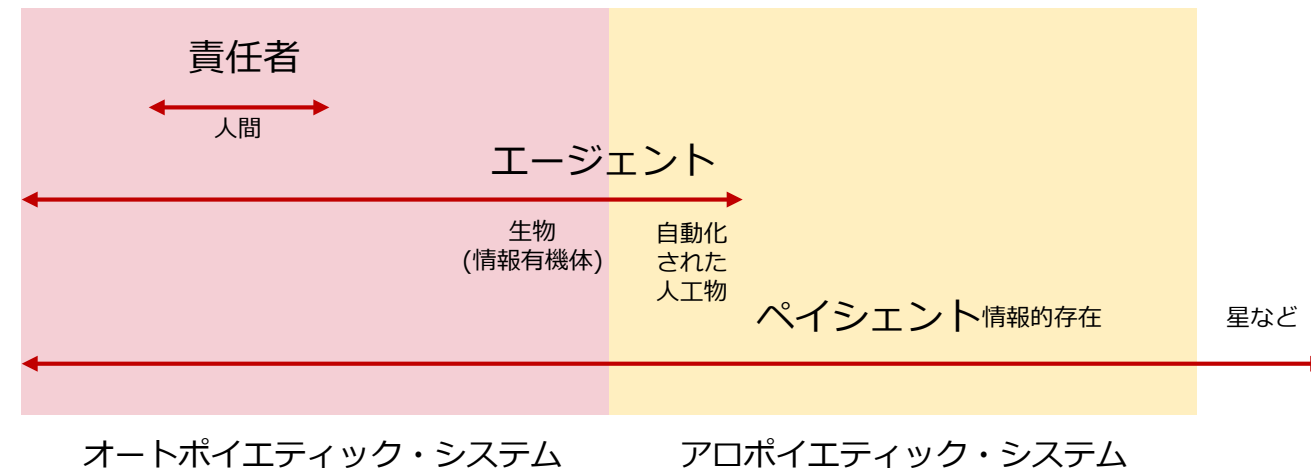 責任者
人間
エージェント
生物
(情報有機体)
自動化
された
人工物
ペイシェント情報的存在
星など
オートポイエティック・システム
アロポイエティック・システム